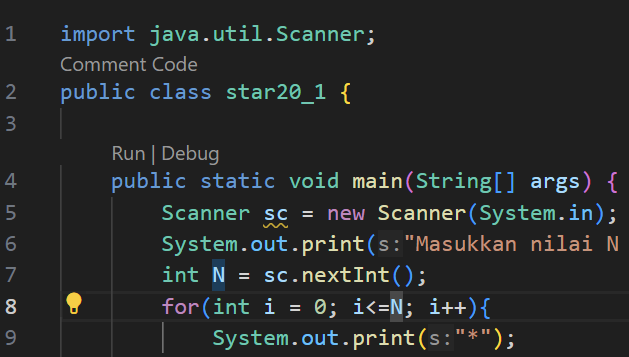 1 import java.util.Scanner;
Comment Code
2 public class star20_1 {
3
Run | Debug
4 public static void main(String[] args) {
5 Scanner sc = new Scanner(System.in);
6 System.out.print(s:"Masukkan nilai N
7 int N = sc.nextInt();
8 for(int i = 0; i<=N; i++){
9 System.out.print(s:"*");